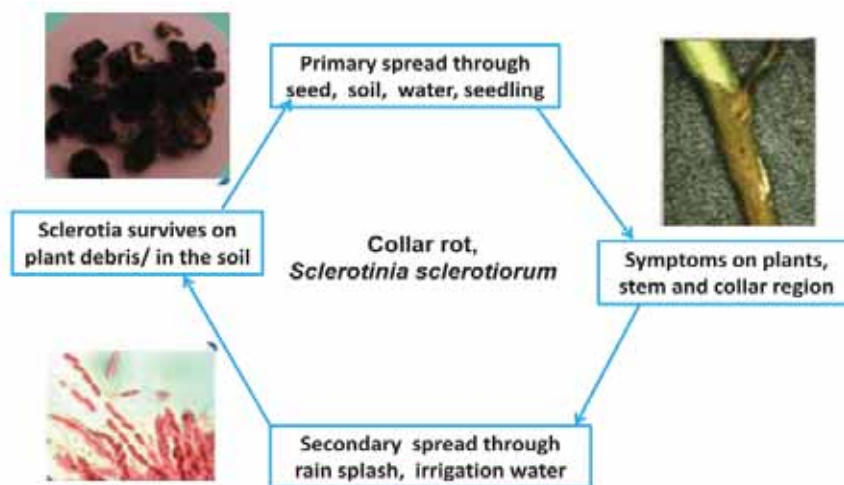 Primary spread through
seed, soil, water, seedling
Sclerotia survives on
plant debris/ in the soil
Collar rot,
Sclerotinia sclerotiorum
Symptoms on plants,
stem and collar region
Secondary spread through
rain splash, irrigation water